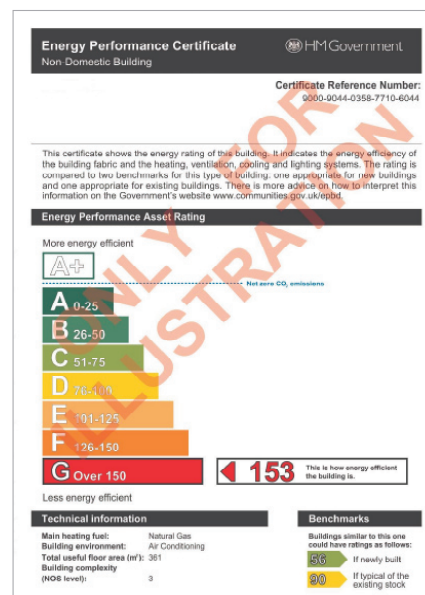 Energy Performance Certificate
HM Government
Non-Domestic Building
Certificate Reference Number:
9000-9044-0358-7710-6044
This certificate shows the energy rating of this building. It indicates the energy efficiency of
the building fabric and the heating, ventilation, cooling and lighting systems. The rating is
compared to two benchmarks for this type of building: one appropriate for new buildings
and one appropriate for existing buildings. There is more advice on how to interpret this
information on the Government's website www.communities.gov.uk/epbd.
Energy Performance Asset Rating
More energy efficient
A+
Net zero CO₂ emissions
A 0-25
B 26-50
C 51-75
D 76-100
E 101-125
F 126-150
G Over 150
153
This is how energy efficient
the building is.
Less energy efficient
Technical information
Main heating fuel: Natural Gas
Building environment: Air Conditioning
Total useful floor area (m²): 361
Building complexity
(NOS level): 3
Benchmarks
Buildings similar to this one
could have ratings as follows:
56 If newly built
90 If typical of the
existing stock
ONLY FOR
ILLUSTRATION